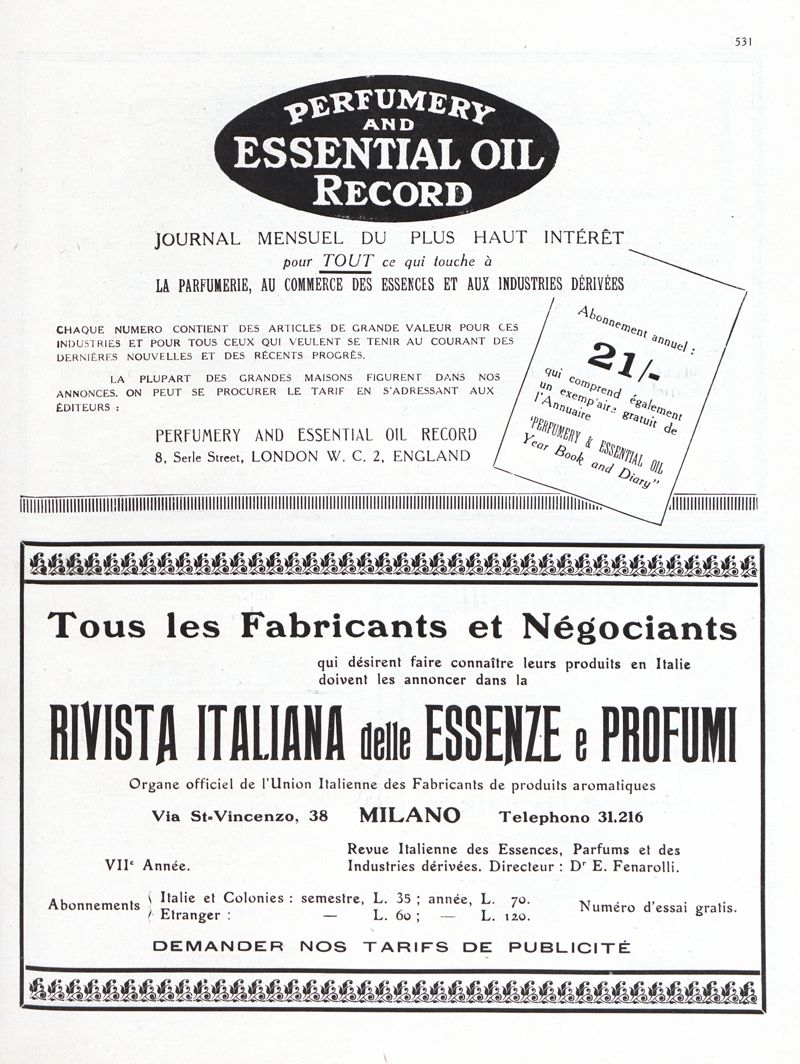 531
PERFUMERY
AND
ESSENTIAL OIL
RECORD
JOURNAL MENSUEL DU PLUS HAUT INTÉRÊT
pour TOUT ce qui touche à
LA PARFUMERIE, AU COMMERCE DES ESSENCES ET AUX INDUSTRIES DÉRIVÉES
CHAQUE NUMERO CONTIENT DES ARTICLES DE GRANDE VALEUR POUR CES
INDUSTRIES ET POUR TOUS CEUX QUI VEULENT SE TENIR AU COURANT DES
DERNIÈRES NOUVELLES ET DES RÉCENTS PROGRÈS.
LA PLUPART DES GRANDES MAISONS FIGURENT DANS NOS
ANNONCES. ON PEUT SE PROCURER LE TARIF EN S'ADRESSANT AUX
ÉDITEURS :
PERFUMERY AND ESSENTIAL OIL RECORD
8, Serle Street, LONDON W. C. 2, ENGLAND
Abonnement annuel :
21/-
qui comprend également
un exemplaire gratuit de
l'Annuaire
"PERFUMERY & ESSENTIAL OIL
Year Book and Diary"
Tous les Fabricants et Négociants
qui désirent faire connaître leurs produits en Italie
doivent les annoncer dans la
RIVISTA ITALIANA delle ESSENZE e PROFUMI
Organe officiel de l'Union Italienne des Fabricants de produits aromatiques
Via St-Vincenzo, 38 MILANO Telephono 31.216
VIIe Année.
Revue Italienne des Essences, Parfums et des
Industries dérivées. Directeur : Dr E. Fenarolli.
Abonnements
Italie et Colonies : semestre, L. 35 ; année, L. 70.
Etranger : — L. 60 ; — L. 120.
Numéro d'essai gratis.
DEMANDER NOS TARIFS DE PUBLICITÉ